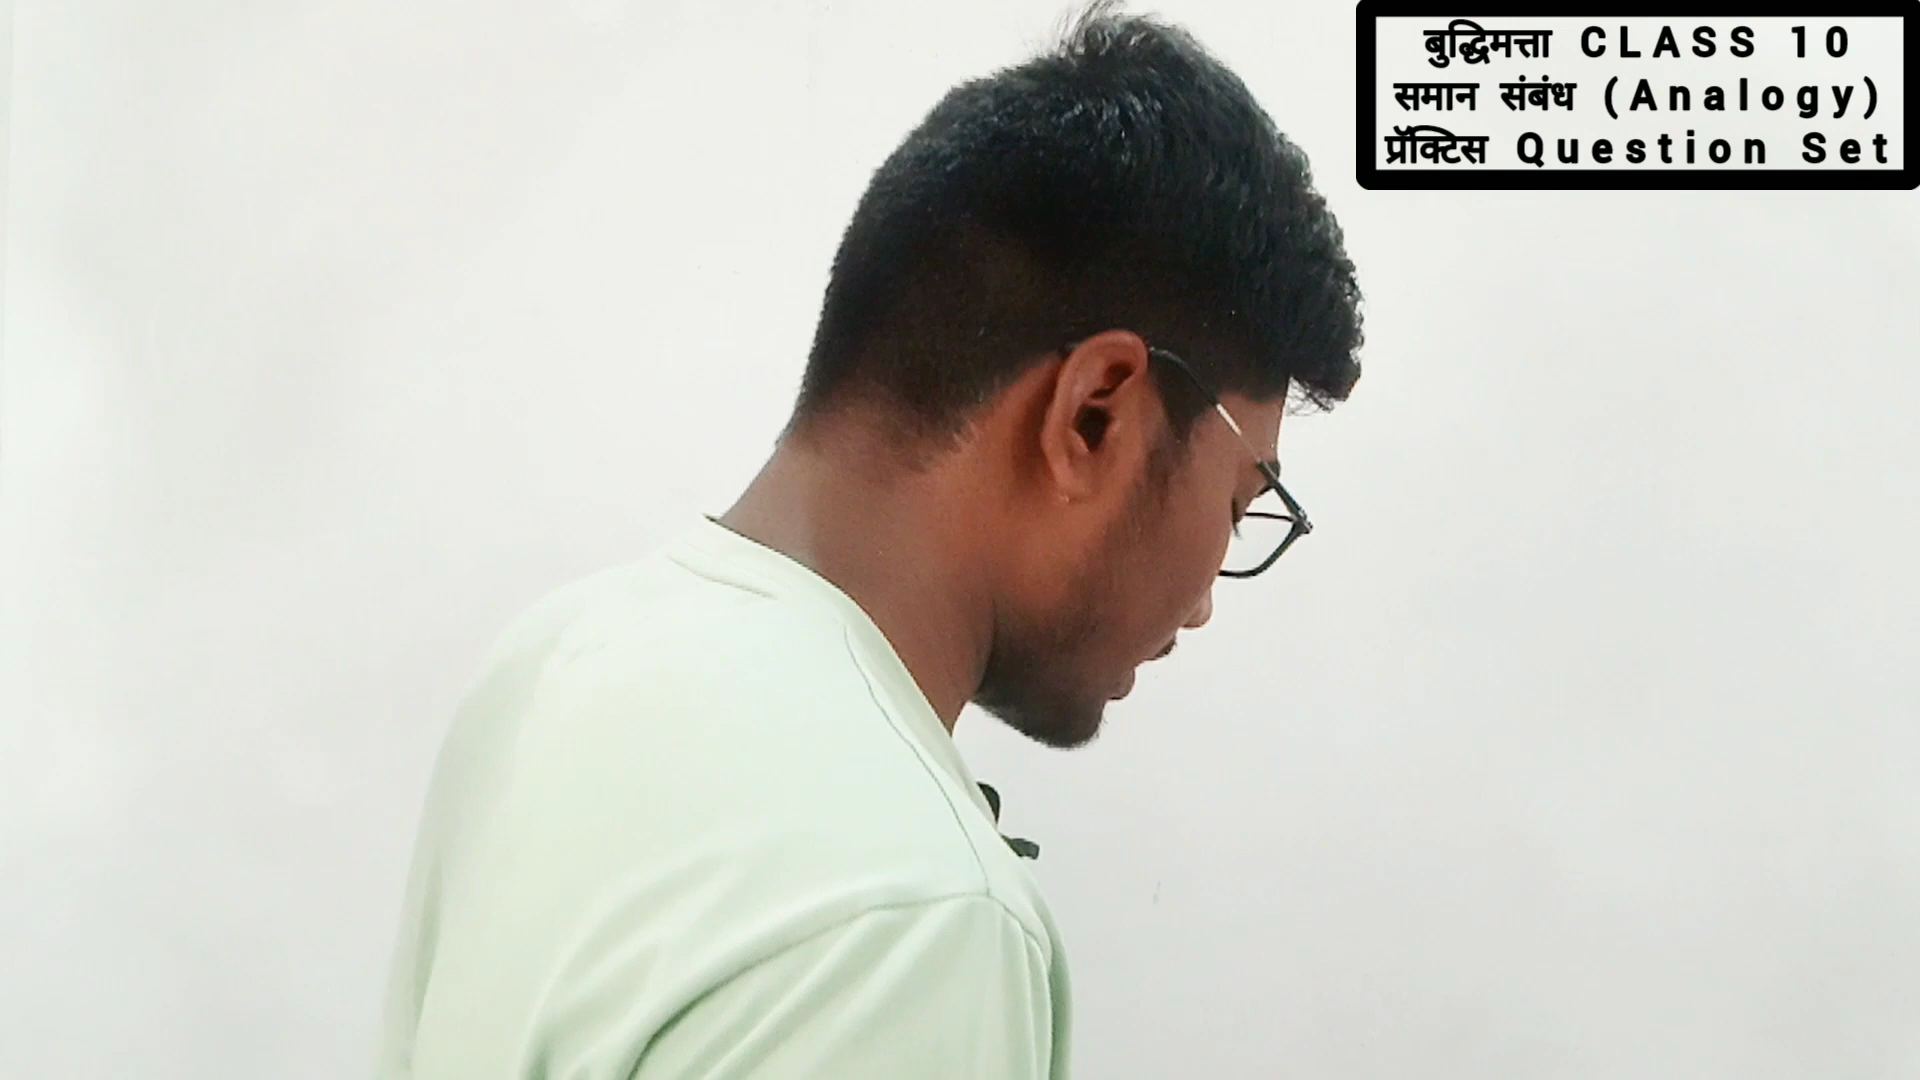 बुद्धिमत्ता CLASS 10
समान संबंध (Analogy)
प्रॅक्टिस Question Set